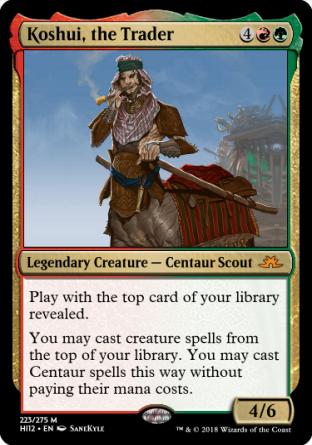 Koshui, the Trader 4
Legendary Creature — Centaur Scout
Play with the top card of your library
revealed.
You may cast creature spells from
the top of your library. You may cast
Centaur spells this way without
paying their mana costs.
4/6
223/275 M
HI12 • EN SANEKYLE
™ & © 2018 Wizards of the Coast